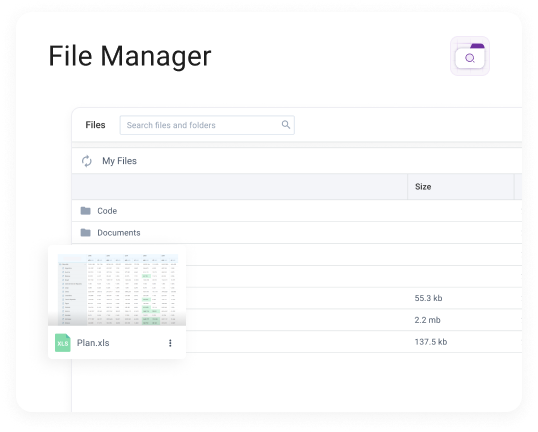 File Manager
Files
Search files and folders
My Files
Size
Code
Documents
55.3 kb
2.2 mb
137.5 kb
XLS
Plan.xls